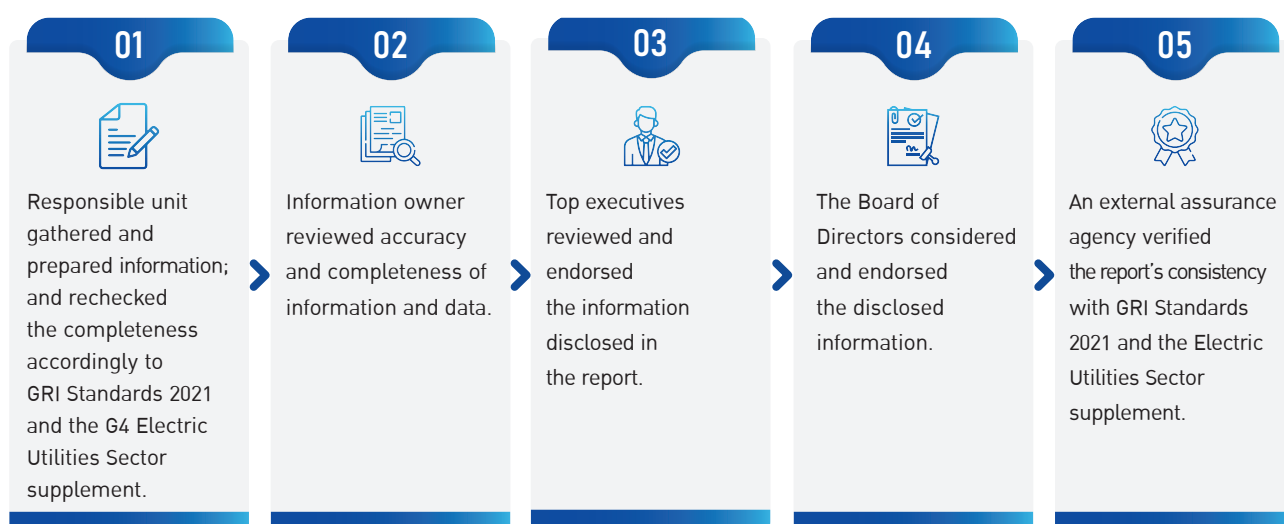 01
Responsible unit
gathered and
prepared information;
and rechecked
the completeness
accordingly to
GRI Standards 2021
and the G4 Electric
Utilities Sector
supplement.
02
Information owner
reviewed accuracy
and completeness of
information and data.
03
Top executives
reviewed and
endorsed
the information
disclosed in
the report.
04
The Board of
Directors considered
and endorsed
the disclosed
information.
05
An external assurance
agency verified
the report's consistency
with GRI Standards
2021 and the Electric
Utilities Sector
supplement.